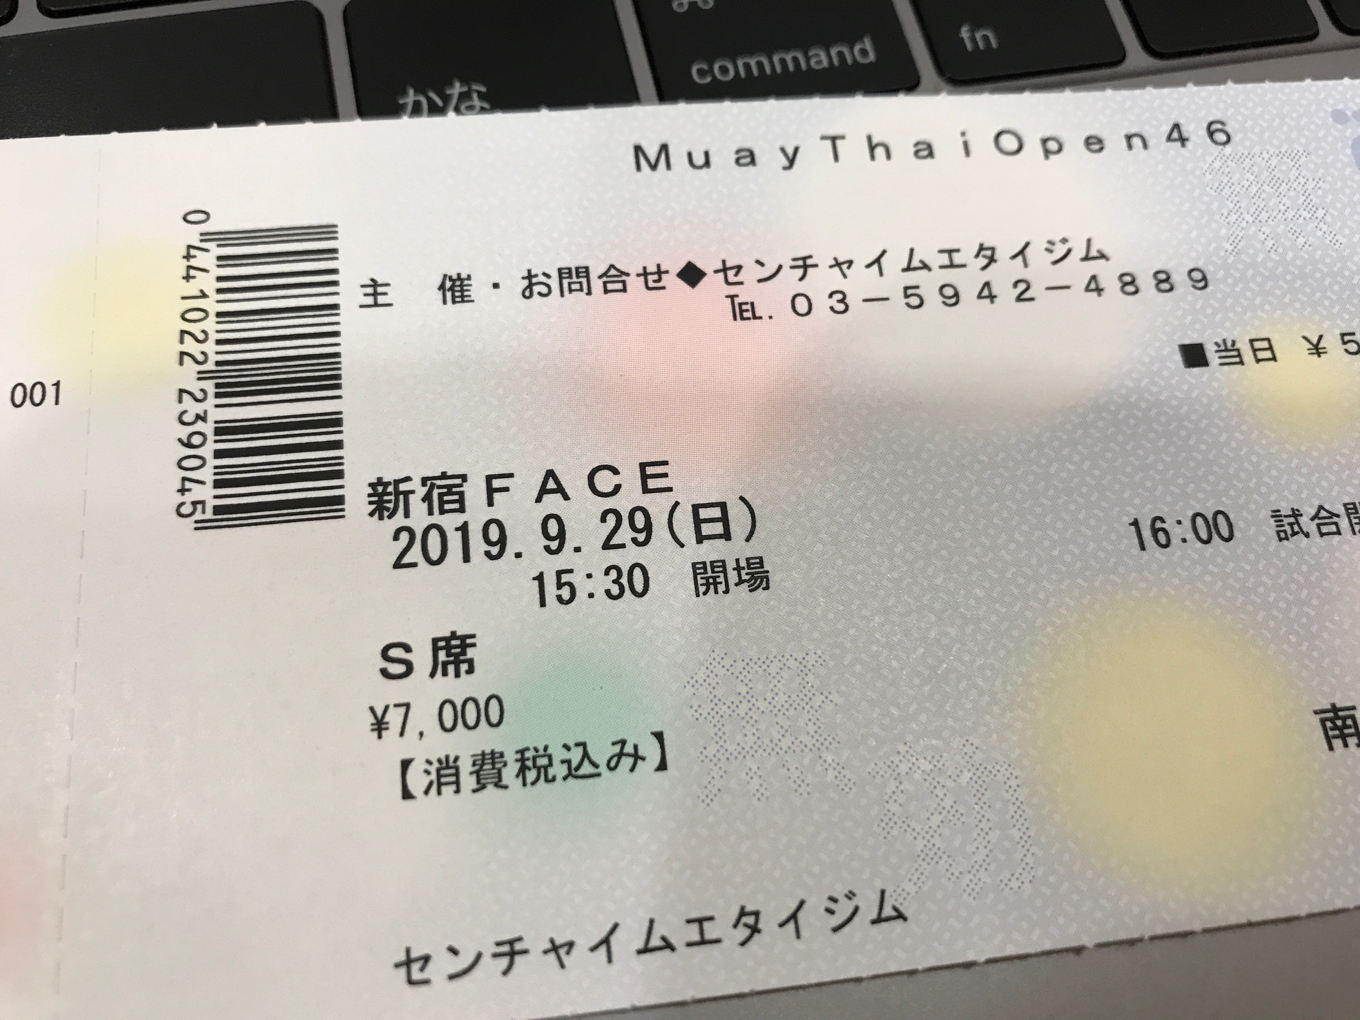 かな
command
fn
MuayThaiOpen46
主 催・お問合せ◆センチャイムエタイジム
℡.03−5942−4889
■当日 ¥5
001
0441022239045
新宿FACE
2019.9.29(日)
15:30 開場
16:00 試合開
S席
¥7,000
【消費税込み】
南
センチャイムエタイジム